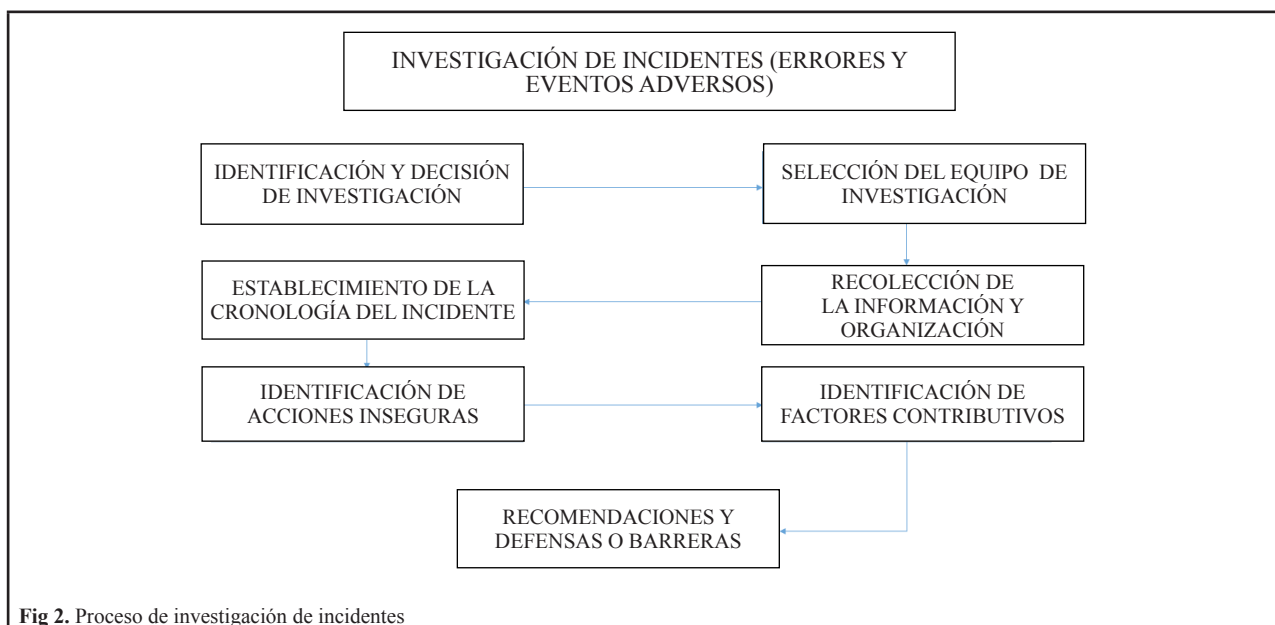 INVESTIGACIÓN DE INCIDENTES (ERRORES Y
EVENTOS ADVERSOS)
IDENTIFICACIÓN Y DECISIÓN
DE INVESTIGACIÓN
SELECCIÓN DEL EQUIPO DE
INVESTIGACIÓN
RECOLECCIÓN DE
LA INFORMACIÓN Y
ORGANIZACIÓN
ESTABLECIMIENTO DE LA
CRONOLOGÍA DEL INCIDENTE
IDENTIFICACIÓN DE
ACCIONES INSEGURAS
IDENTIFICACIÓN DE
FACTORES CONTRIBUTIVOS
RECOMENDACIONES Y
DEFENSAS O BARRERAS
Fig 2. Proceso de investigación de incidentes